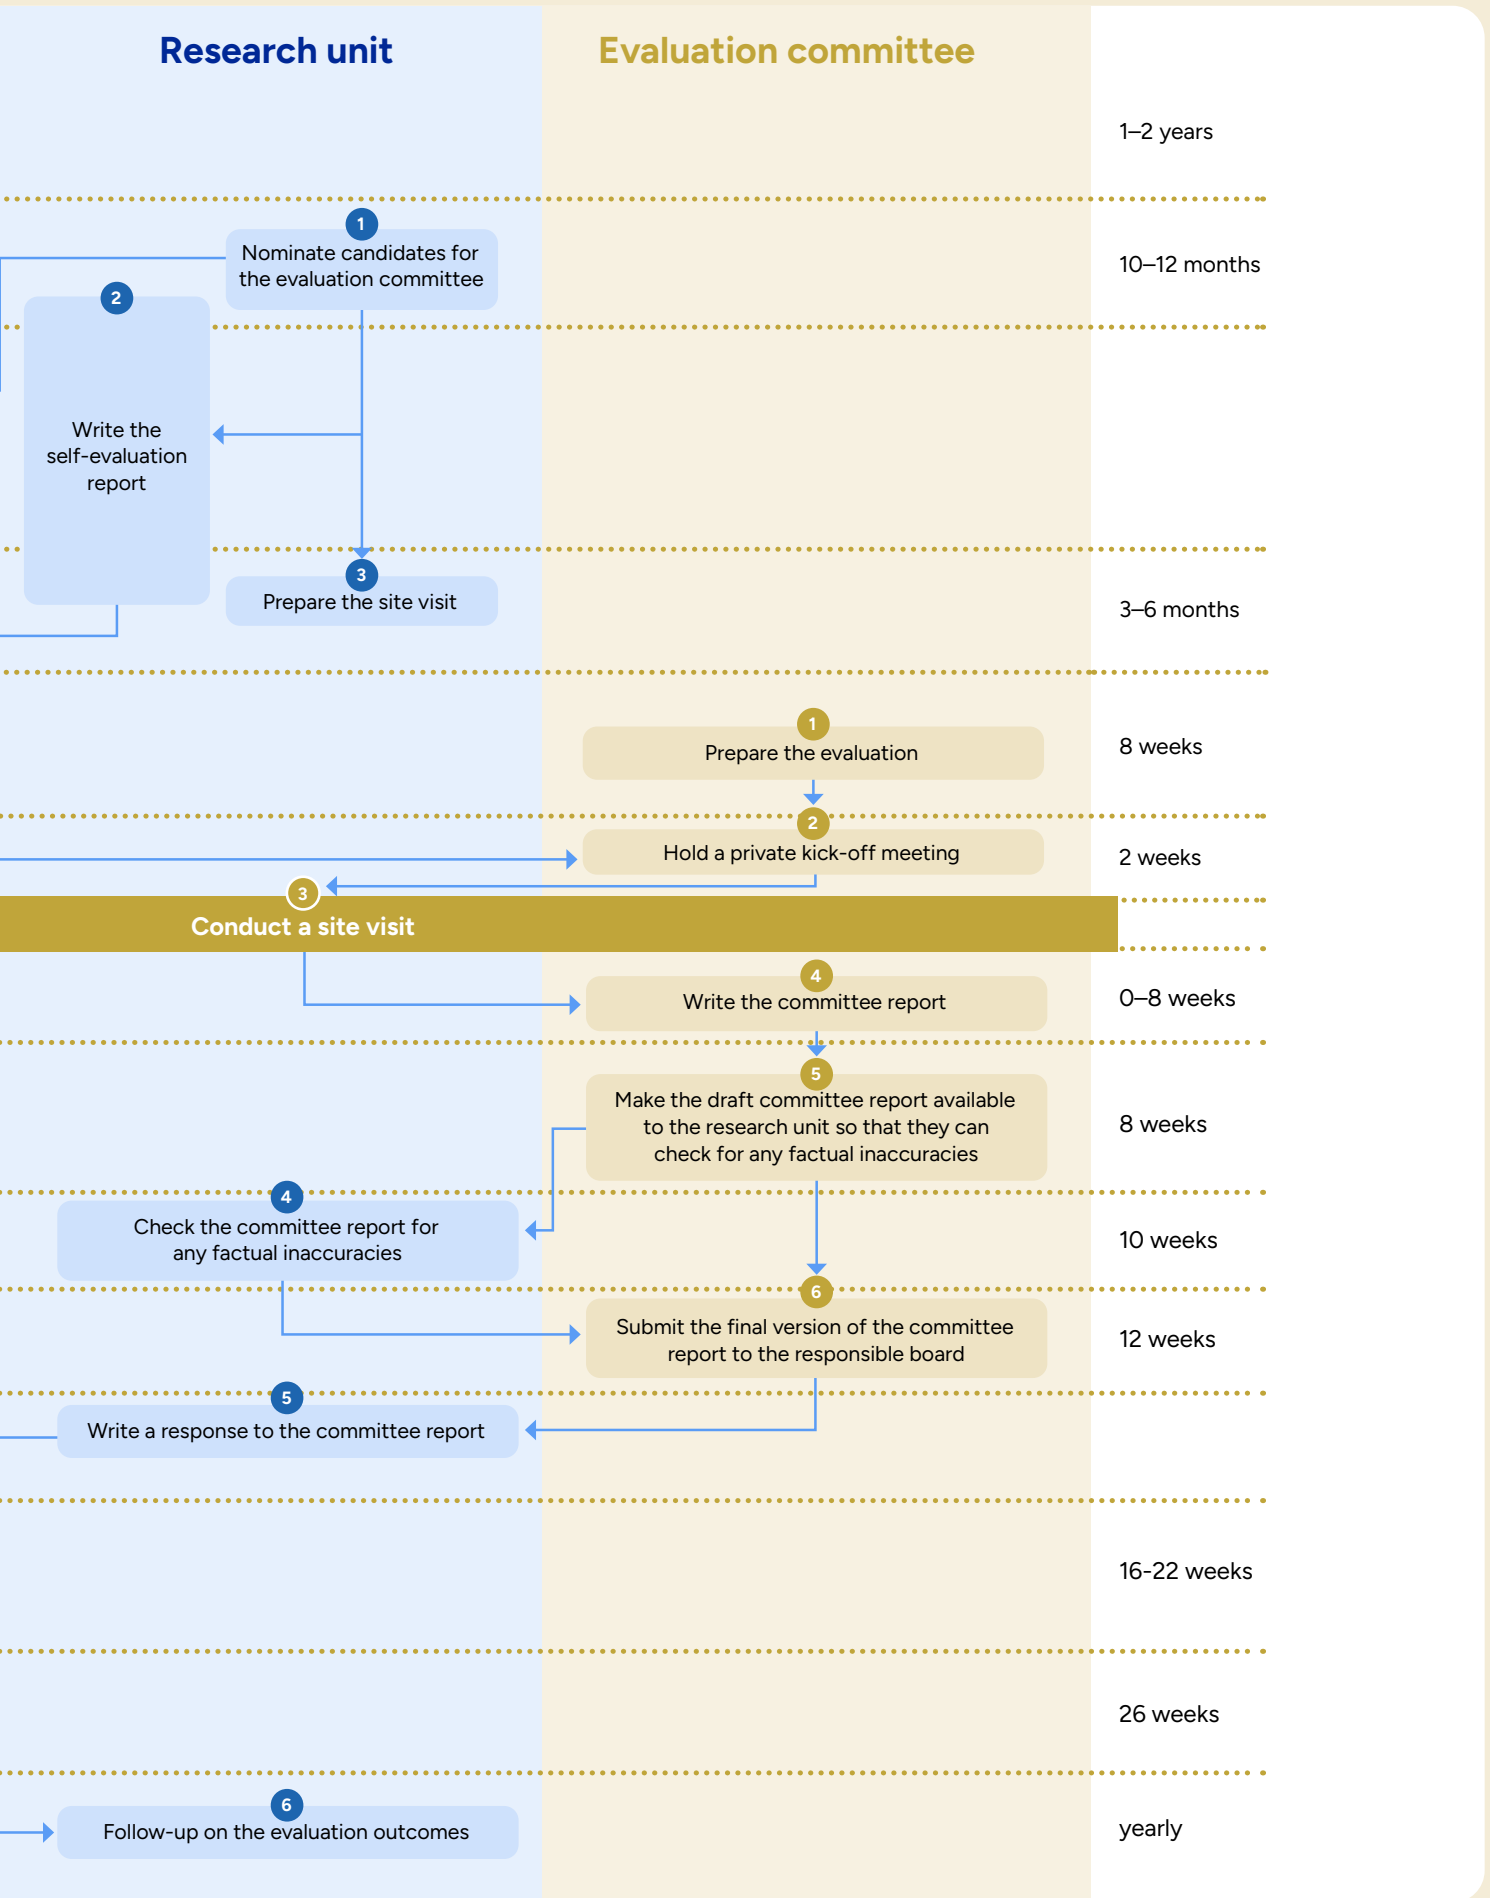 Research unit
Evaluation committee
1–2 years
1
Nominate candidates for
the evaluation committee
10–12 months
2
Write the
self-evaluation
report
3
Prepare the site visit
3–6 months
1
Prepare the evaluation
8 weeks
2
Hold a private kick-off meeting
2 weeks
3
Conduct a site visit
4
Write the committee report
0–8 weeks
5
Make the draft committee report available
to the research unit so that they can
check for any factual inaccuracies
8 weeks
4
Check the committee report for
any factual inaccuracies
10 weeks
6
Submit the final version of the committee
report to the responsible board
12 weeks
5
Write a response to the committee report
16-22 weeks
26 weeks
6
Follow-up on the evaluation outcomes
yearly